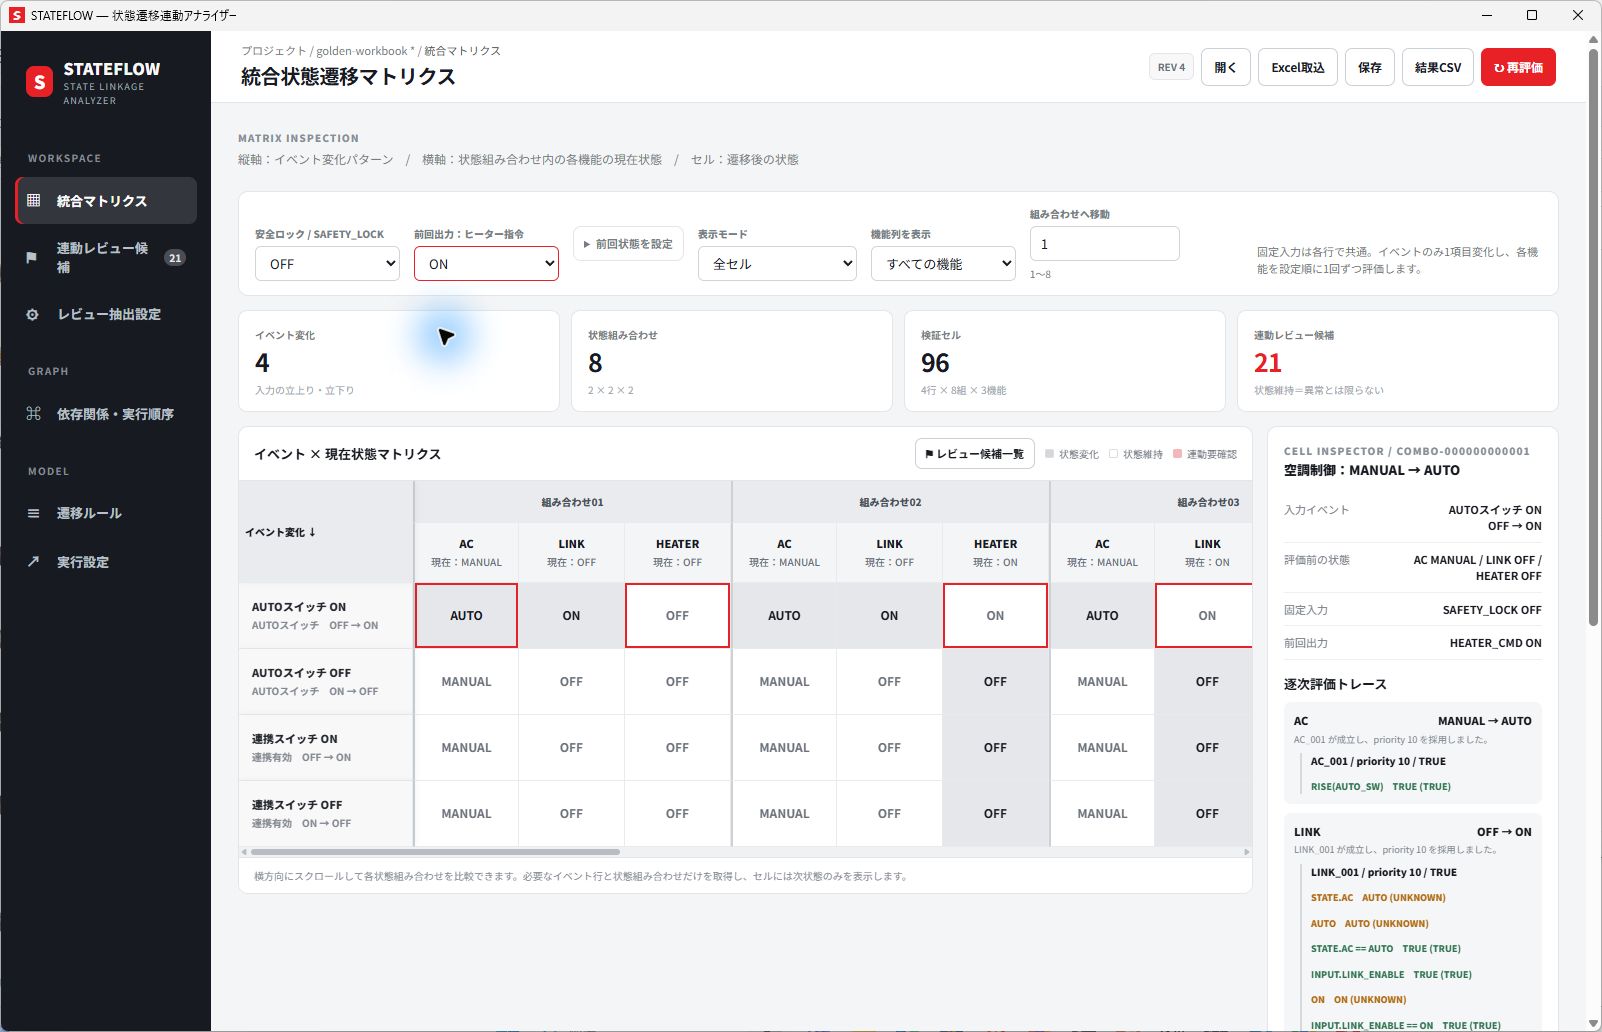 S STATEFLOW — 状態遷移連動アナライザー
S STATEFLOW
STATE LINKAGE
ANALYZER
WORKSPACE
統合マトリクス
連動レビュー候
補
21
レビュー抽出設定
GRAPH
依存関係・実行順序
MODEL
遷移ルール
実行設定
プロジェクト / golden-workbook * / 統合マトリクス
統合状態遷移マトリクス
REV 4
開く
Excel取込
保存
結果CSV
↻ 再評価
MATRIX INSPECTION
縦軸：イベント変化パターン / 横軸：状態組み合わせ内の各機能の現在状態 / セル：遷移後の状態
安全ロック / SAFETY_LOCK
OFF
前回出力：ヒーター指令
ON
▶ 前回状態を設定
表示モード
全セル
機能列を表示
すべての機能
組み合わせへ移動
1
1〜8
固定入力は各行で共通。イベントのみ1項目変化し、各機
能を設定順に1回ずつ評価します。
イベント変化
4
入力の立上り・立下り
状態組み合わせ
8
2 × 2 × 2
検証セル
96
4行 × 8組 × 3機能
連動レビュー候補
21
状態維持＝異常とは限らない
イベント × 現在状態マトリクス
⚑ レビュー候補一覧
状態変化 状態維持 連動要確認
イベント変化 ↓
組み合わせ01 組み合わせ02 組み合わせ03
AC LINK HEATER AC LINK HEATER AC LINK
現在：MANUAL 現在：OFF 現在：OFF 現在：MANUAL 現在：OFF 現在：ON 現在：MANUAL 現在：ON
AUTOスイッチ ON
AUTOスイッチ OFF → ON
AUTO ON OFF AUTO ON ON AUTO ON
AUTOスイッチ OFF
AUTOスイッチ ON → OFF
MANUAL OFF OFF MANUAL OFF OFF MANUAL OFF
連携スイッチ ON
連携有効 OFF → ON
MANUAL OFF OFF MANUAL OFF OFF MANUAL OFF
連携スイッチ OFF
連携有効 ON → OFF
MANUAL OFF OFF MANUAL OFF OFF MANUAL OFF
横方向にスクロールして各状態組み合わせを比較できます。必要なイベント行と状態組み合わせだけを取得し、セルには次状態のみを表示します。
CELL INSPECTOR / COMBO-000000000001
空調制御：MANUAL → AUTO
入力イベント AUTOスイッチ ON
OFF → ON
評価前の状態 AC MANUAL / LINK OFF /
HEATER OFF
固定入力 SAFETY_LOCK OFF
前回出力 HEATER_CMD ON
逐次評価トレース
AC MANUAL → AUTO
AC_001 が成立し、priority 10 を採用しました。
AC_001 / priority 10 / TRUE
RISE(AUTO_SW) TRUE (TRUE)
LINK OFF → ON
LINK_001 が成立し、priority 10 を採用しました。
LINK_001 / priority 10 / TRUE
STATE.AC AUTO (UNKNOWN)
AUTO AUTO (UNKNOWN)
STATE.AC == AUTO TRUE (TRUE)
INPUT.LINK_ENABLE TRUE (TRUE)
ON ON (UNKNOWN)
INPUT.LINK_ENABLE == ON TRUE (TRUE)